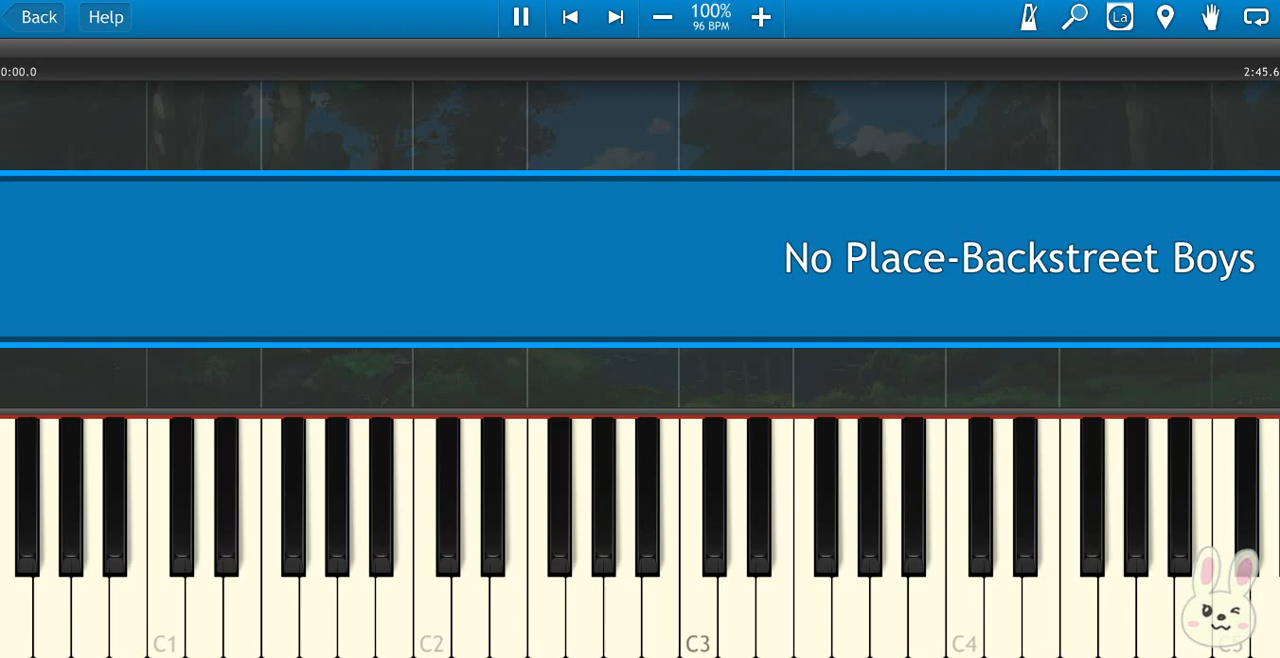 Back
Help
100%
96 BPM
La
0:00.0
2:45.6
No Place-Backstreet Boys
C1
C2
C3
C4
C5